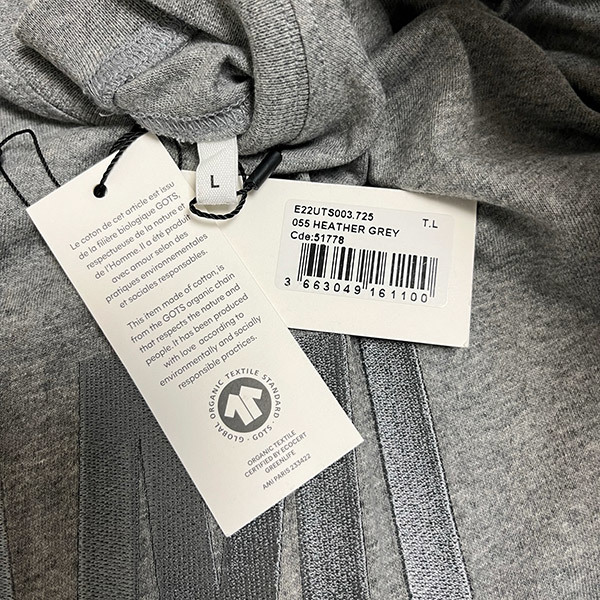 L
Le coton de cet article est issu
de la filière biologique GOTS,
respectueuse de la nature et
de l'Homme. Il a été produit
avec amour selon des
pratiques environnementales
et sociales responsables.
This item made of cotton is
from the GOTS organic chain
that respects the nature and
people. It has been produced
with love according to
environmentally and socially
responsible practices.
GLOBAL ORGANIC TEXTILE STANDARD
· GOTS ·
ORGANIC TEXTILE
CERTIFIED BY ECOCERT
GREENLIFE
AMI PARIS 233422
E22UTS003.725 T.L
055 HEATHER GREY
Cde:51778
3 663049 161100